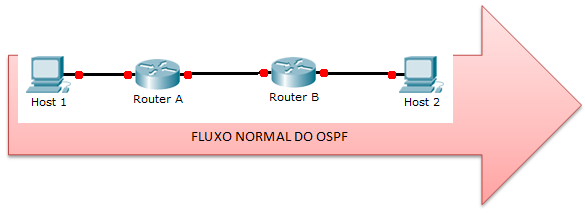 Host 1
Router A
Router B
Host 2
FLUXO NORMAL DO OSPF